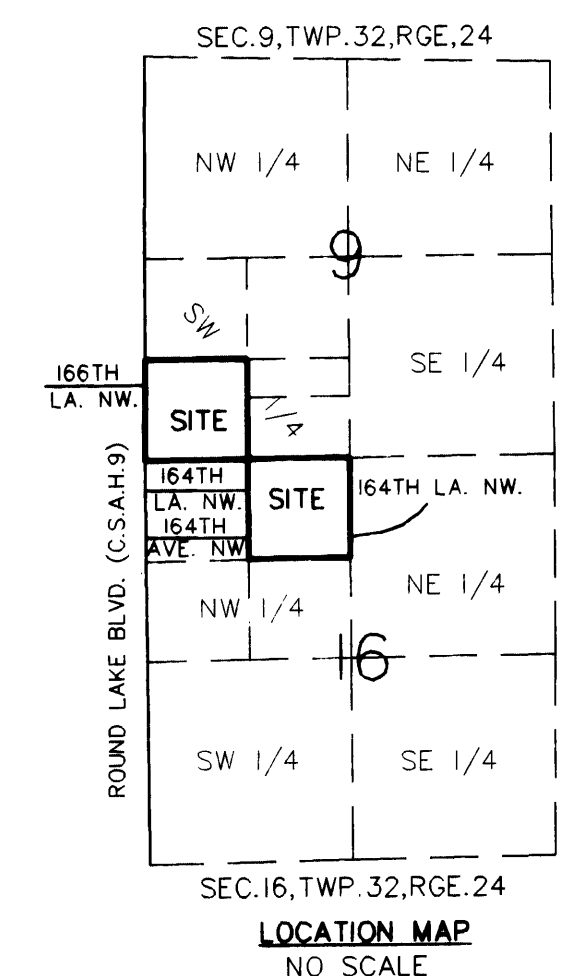 SEC.9,TWP.32,RGE,24
NW 1/4
NE 1/4
9
SW
1/4
SE 1/4
166TH
LA. NW.
SITE
164TH
LA. NW.
164TH
AVE. NW
SITE
164TH LA. NW.
ROUND LAKE BLVD. (C.S.A.H.9)
NW 1/4
NE 1/4
16
SW 1/4
SE 1/4
SEC.16,TWP.32,RGE.24
LOCATION MAP
NO SCALE